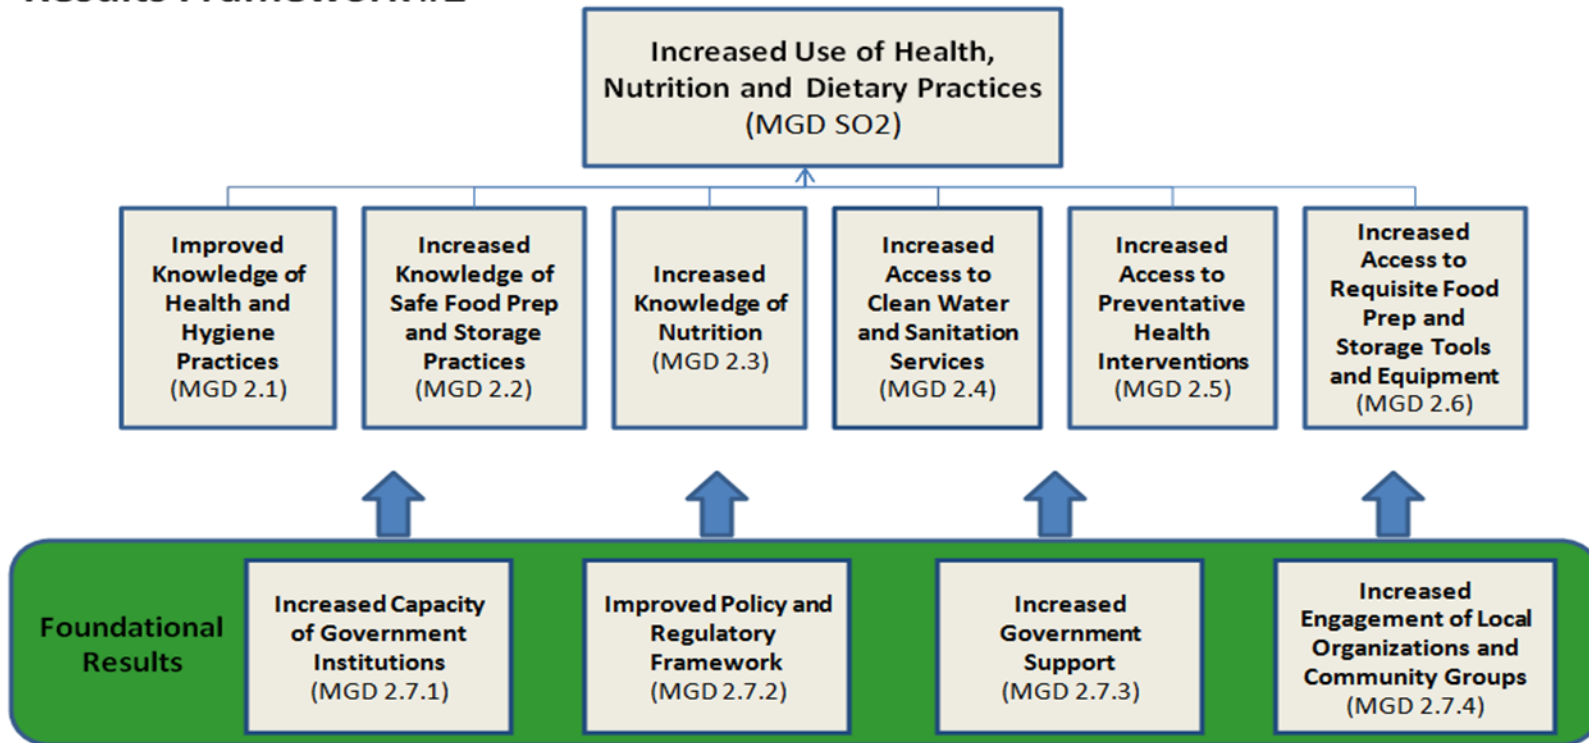 Results Framework #2
Increased Use of Health,
Nutrition and Dietary Practices
(MGD SO2)
Improved
Knowledge of
Health and
Hygiene
Practices
(MGD 2.1)
Increased
Knowledge of
Safe Food Prep
and Storage
Practices
(MGD 2.2)
Increased
Knowledge of
Nutrition
(MGD 2.3)
Increased
Access to
Clean Water
and Sanitation
Services
(MGD 2.4)
Increased
Access to
Preventative
Health
Interventions
(MGD 2.5)
Increased
Access to
Requisite Food
Prep and
Storage Tools
and Equipment
(MGD 2.6)
Foundational
Results
Increased Capacity
of Government
Institutions
(MGD 2.7.1)
Improved Policy and
Regulatory
Framework
(MGD 2.7.2)
Increased
Government
Support
(MGD 2.7.3)
Increased
Engagement of Local
Organizations and
Community Groups
(MGD 2.7.4)